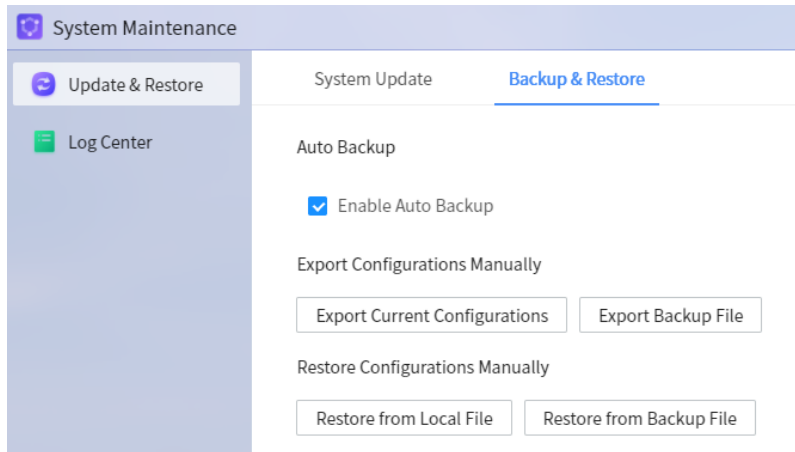 System Maintenance
Update & Restore
Log Center
System Update
Backup & Restore
Auto Backup
Enable Auto Backup
Export Configurations Manually
Export Current Configurations
Export Backup File
Restore Configurations Manually
Restore from Local File
Restore from Backup File